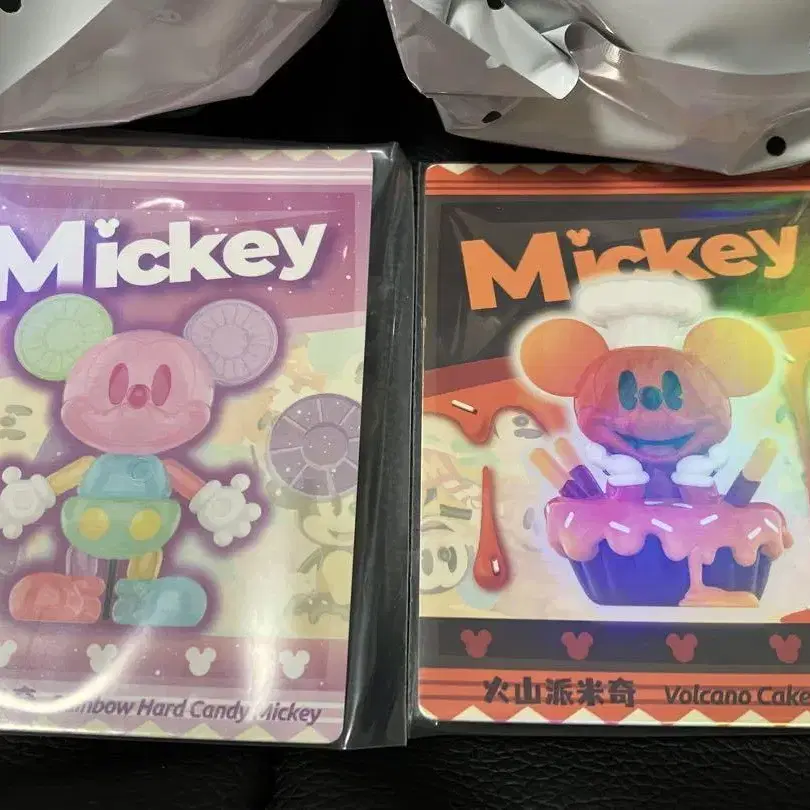 Mickey
Rainbow Hard Candy Mickey
Mickey
火山派米奇 Volcano Cake